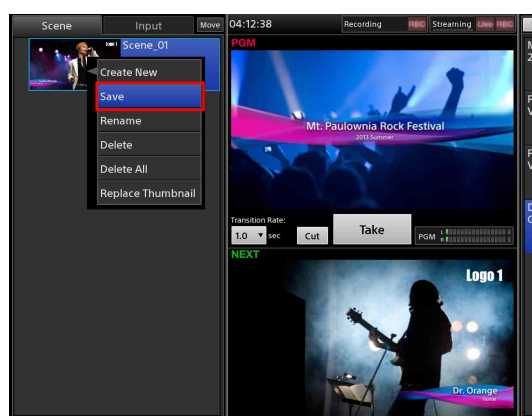 Scene
Input
Move
04:12:38
Recording
REC
Streaming
Live
REC
Scene_01
Create New
Save
Rename
Delete
Delete All
Replace Thumbnail
PGM
Mt. Paulownia Rock Festival
2013 Summer
Transition Rate:
1.0 sec
Cut
Take
PGM
L
R
NEXT
Logo 1
Dr. Orange
Guitar